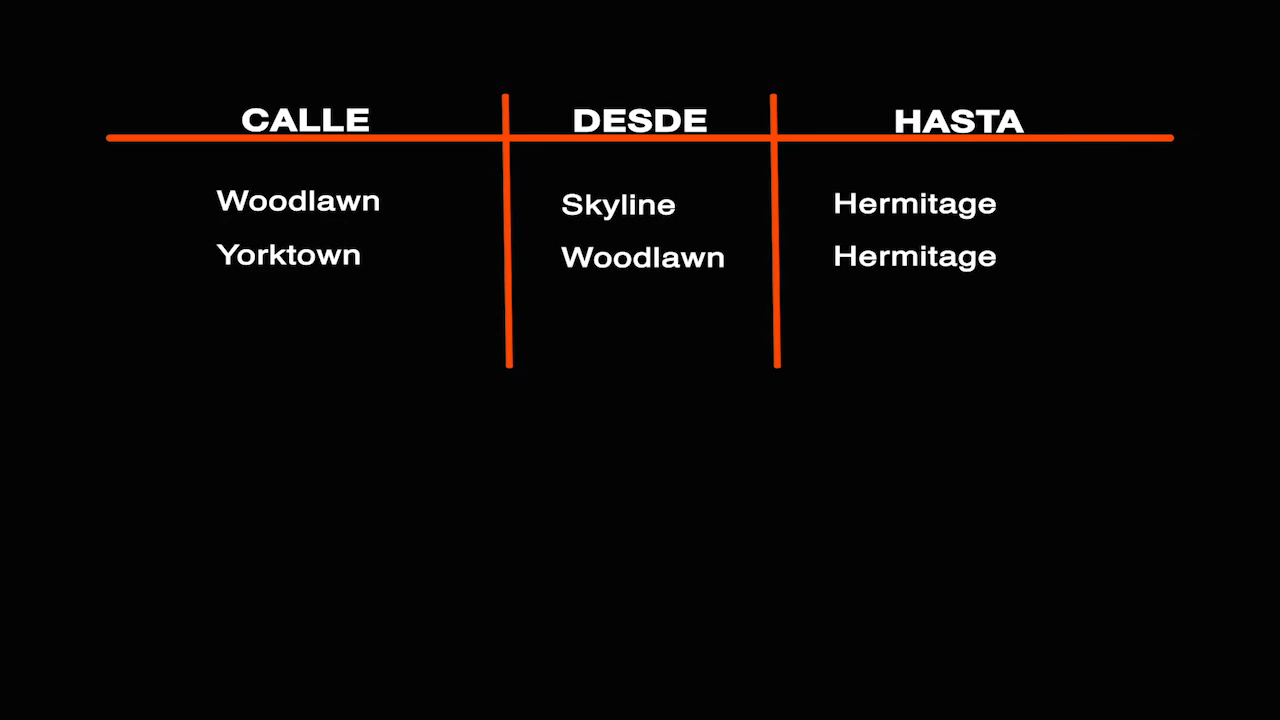 CALLE DESDE HASTA
Woodlawn Skyline Hermitage
Yorktown Woodlawn Hermitage